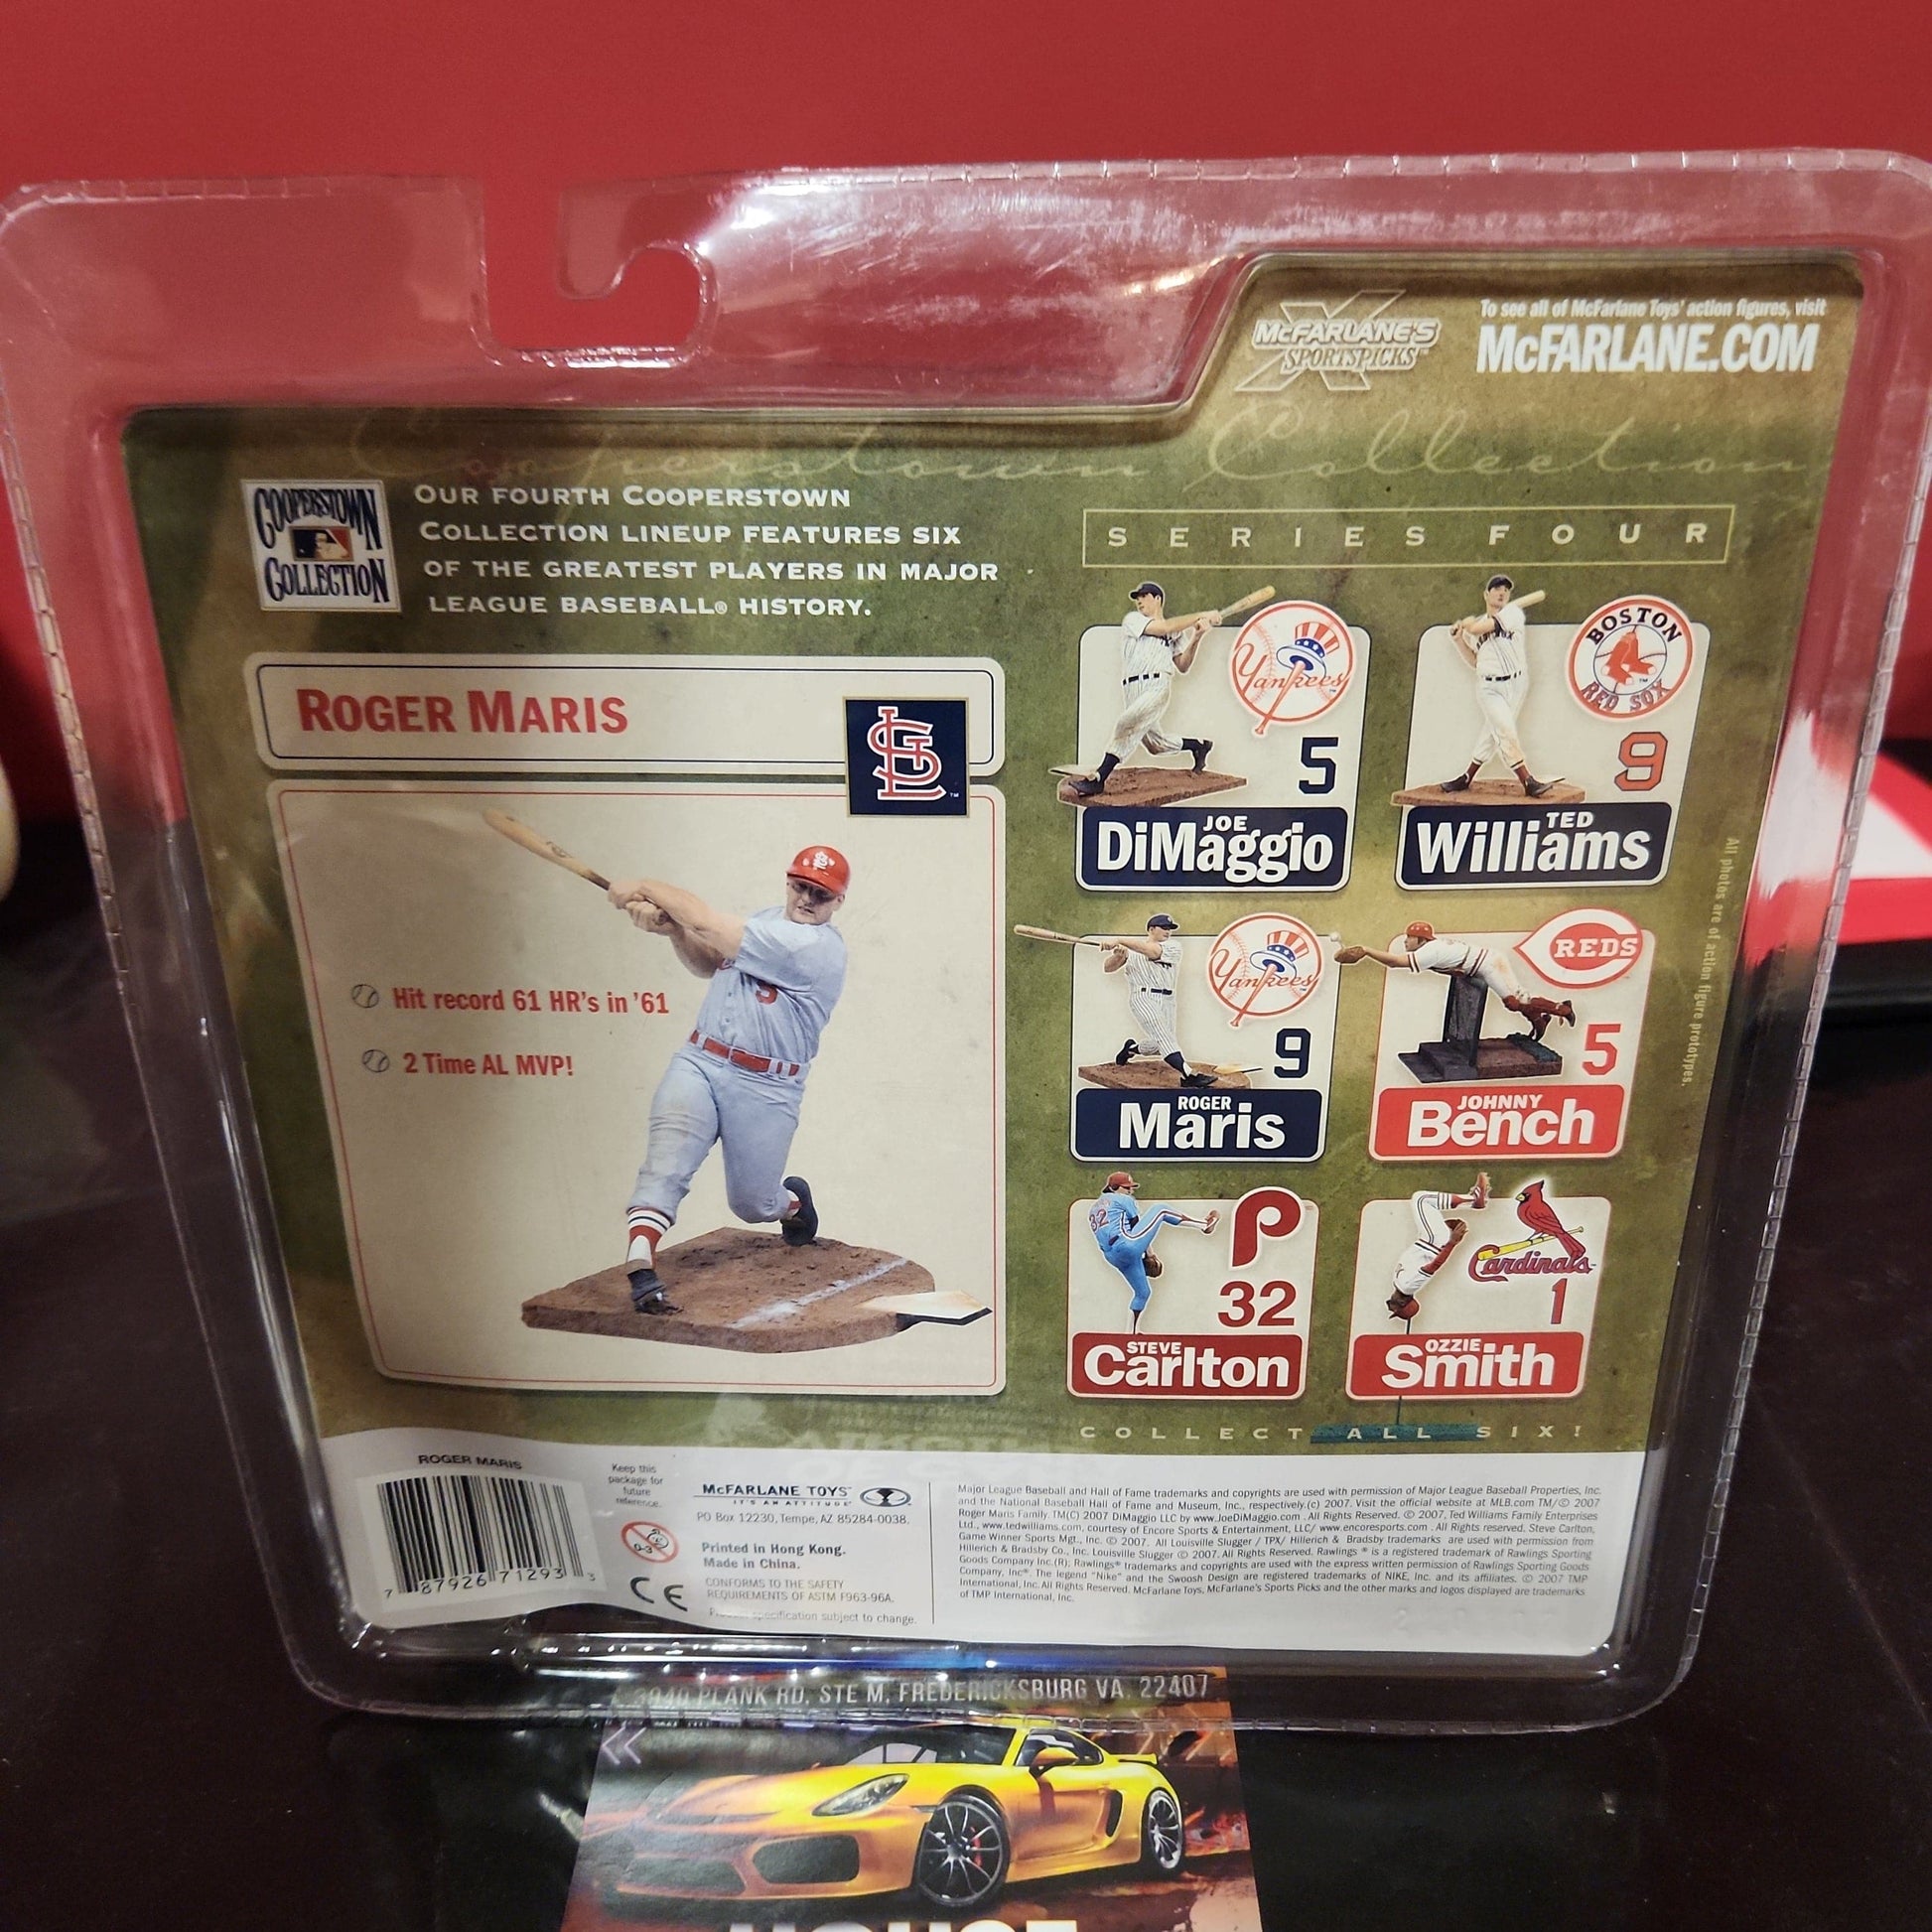 McFARLANE'S
SPORTSPICKS™
To see all of McFarlane Toys' action figures, visit
McFARLANE.COM
Cooperstown Collection
COOPERSTOWN
COLLECTION
OUR FOURTH COOPERSTOWN
COLLECTION LINEUP FEATURES SIX
OF THE GREATEST PLAYERS IN MAJOR
LEAGUE BASEBALL® HISTORY.
ROGER MARIS
STL™
Hit record 61 HR's in '61
2 Time AL MVP!
SERIES FOUR
Yankees
5
JOE
DiMaggio
BOSTON
RED SOX
9
TED
Williams
Yankees
9
ROGER
Maris
REDS
5
JOHNNY
Bench
P
32
32
STEVE
Carlton
Cardinals
1
OZZIE
Smith
All photos are of action figure prototypes.
COLLECT ALL SIX!
ROGER MARIS
7 87926 71293 3
Keep this
package for
future
reference.
0-3
CE
McFARLANE TOYS™
IT'S AN ATTITUDE
PO Box 12230, Tempe, AZ 85284-0038.
Printed in Hong Kong.
Made in China.
CONFORMS TO THE SAFETY
REQUIREMENTS OF ASTM F963-96A.
specification subject to change.
Major League Baseball and Hall of Fame trademarks and copyrights are used with permission of Major League Baseball Properties, Inc.
and the National Baseball Hall of Fame and Museum, Inc., respectively.(c) 2007. Visit the official website at MLB.com TM/© 2007
Roger Maris Family. TM(C) 2007 DiMaggio LLC by www.JoeDiMaggio.com . All Rights Reserved. © 2007, Ted Williams Family Enterprises
Ltd., www.tedwilliams.com, courtesy of Encore Sports & Entertainment, LLC/ www.encoresports.com . All Rights reserved. Steve Carlton,
Game Winner Sports Mgt., Inc. © 2007. All Louisville Slugger / TPX/ Hillerich & Bradsby trademarks are used with permission from
Hillerich & Bradsby Co., Inc. Louisville Slugger © 2007. All Rights Reserved. Rawlings ® is a registered trademark of Rawlings Sporting
Goods Company Inc.(R); Rawlings® trademarks and copyrights are used with the express written permission of Rawlings Sporting Goods
Company, Inc®. The legend "Nike" and the Swoosh Design are registered trademarks of NIKE, Inc. and its affiliates. © 2007 TMP
International, Inc. All Rights Reserved. McFarlane Toys, McFarlane's Sports Picks and the other marks and logos displayed are trademarks
of TMP International, Inc.
PLANK RD, STE M, FREDERICKSBURG VA, 22407
HOUSE